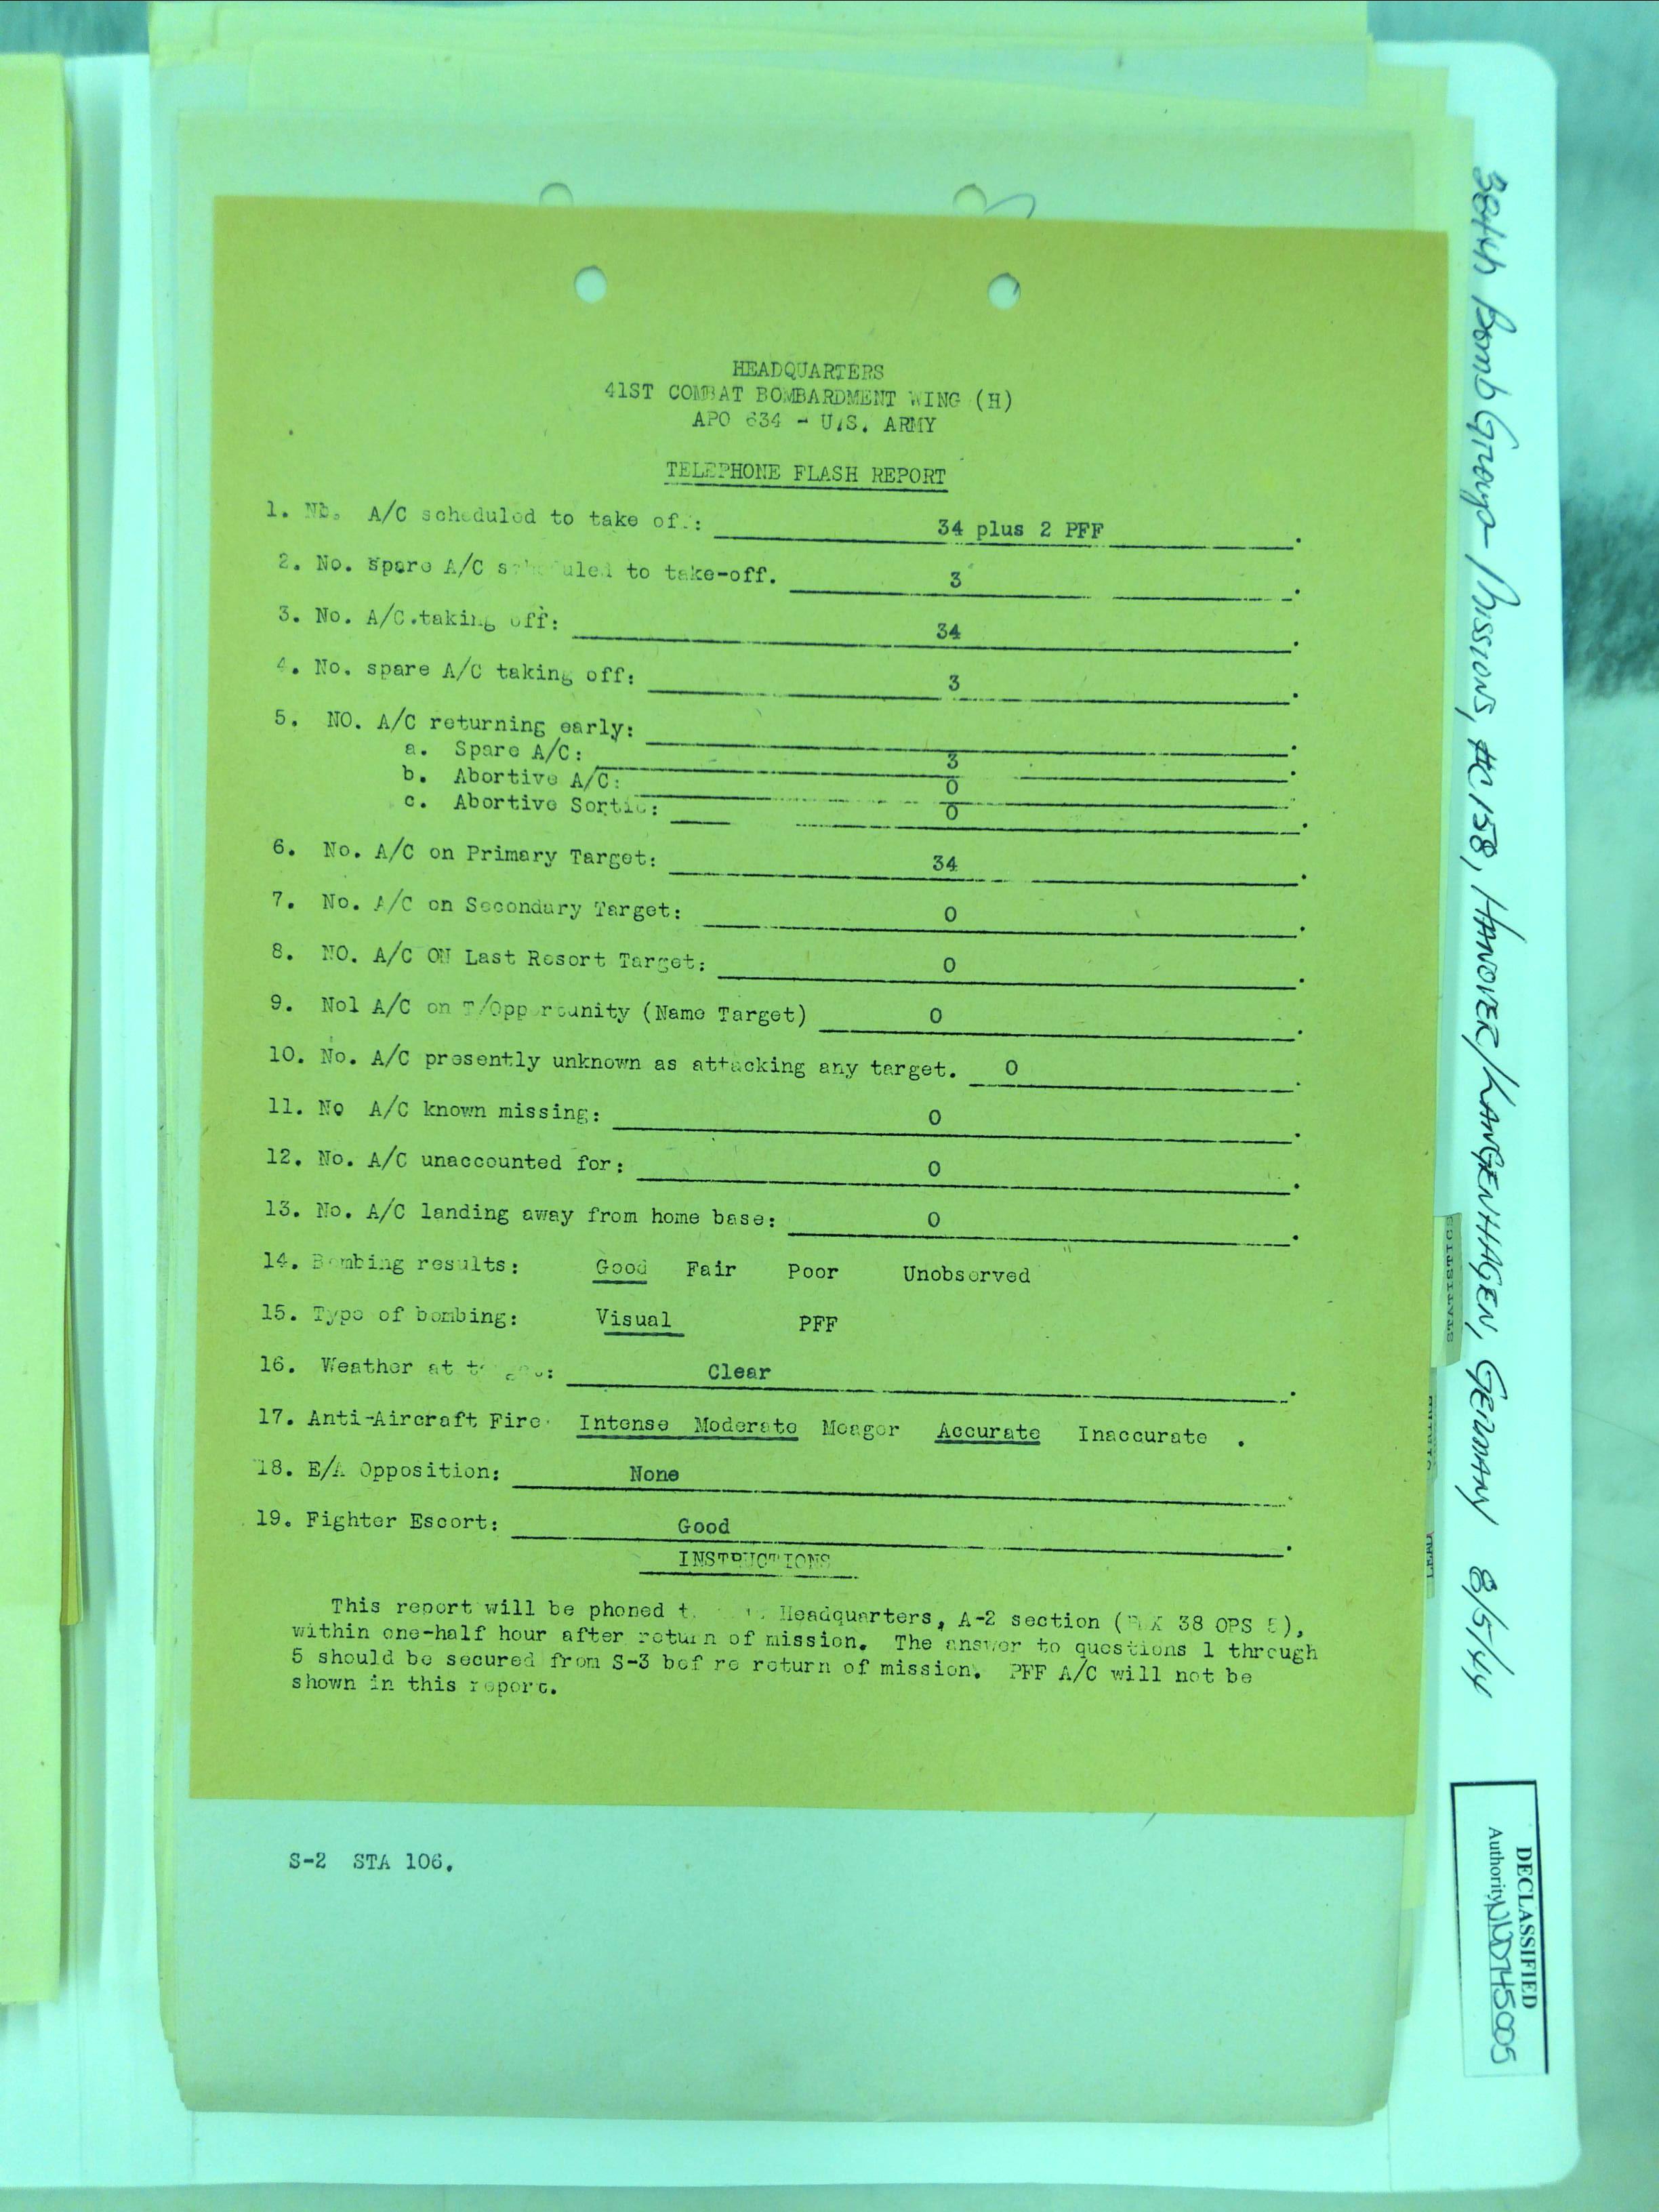 HEADQUARTERS
41ST COMBAT BOMBARDMENT WING (H)
APO 634 - U.S. ARMY
TELEPHONE FLASH REPORT
1. No. A/C scheduled to take off: 34 plus 2 PFF.
2. No. spare A/C scheduled to take-off. 3.
3. No. A/C.taking off: 34.
4. No. spare A/C taking off: 3.
5. NO. A/C returning early: .
a. Spare A/C: 3.
b. Abortive A/C: 0
c. Abortive Sortie: 0.
6. No. A/C on Primary Target: 34.
7. No. A/C on Secondary Target: 0.
8. NO. A/C ON Last Resort Target: 0.
9. Nol A/C on T/Opportunity (Name Target) 0.
10. No. A/C presently unknown as attacking any target. 0.
11. No A/C known missing: 0.
12. No. A/C unaccounted for: 0.
13. No. A/C landing away from home base: 0.
14. Bombing results: Good Fair Poor Unobserved
15. Type of bombing: Visual PFF
16. Weather at target: Clear.
17. Anti-Aircraft Fire Intense Moderate Meager Accurate Inaccurate .
18. E/A Opposition: None.
19. Fighter Escort: Good.
INSTRUCTIONS
This report will be phoned Headquarters, A-2 section ( 38 OPS 5),
within one-half hour after return of mission. The answer to questions 1 through
5 should be secured from S-3 before return of mission. PFF A/C will not be
shown in this report.
S-2 STA 106.
384th Bomb Group - Missions, #C158, HANOVER/LANGENHAGEN, GERMANY 8/5/44
DECLASSIFIED
Authority NND745005
STATISTICS